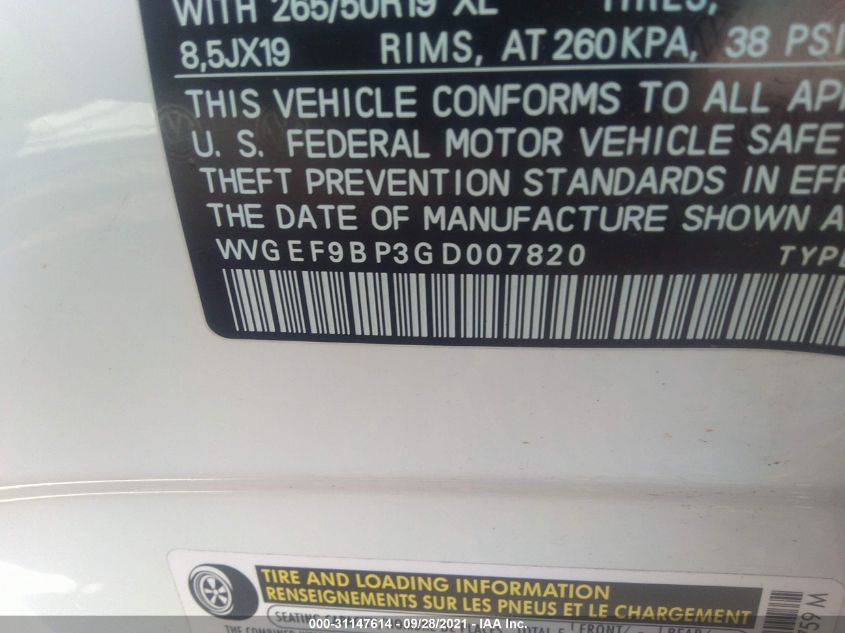 WITH 265/50R19 XL TIRES,
8,5JX19 RIMS, AT 260KPA, 38 PSI
THIS VEHICLE CONFORMS TO ALL
U. S. FEDERAL MOTOR VEHICLE SAFE
THEFT PREVENTION STANDARDS IN EFF
THE DATE OF MANUFACTURE SHOWN A
WVGEF9BP3GD007820 TYPE
TIRE AND LOADING INFORMATION
RENSEIGNEMENTS SUR LES PNEUS ET LE CHARGEMENT
SEATING
000-31147614 - 09/28/2021 - IAA Inc.